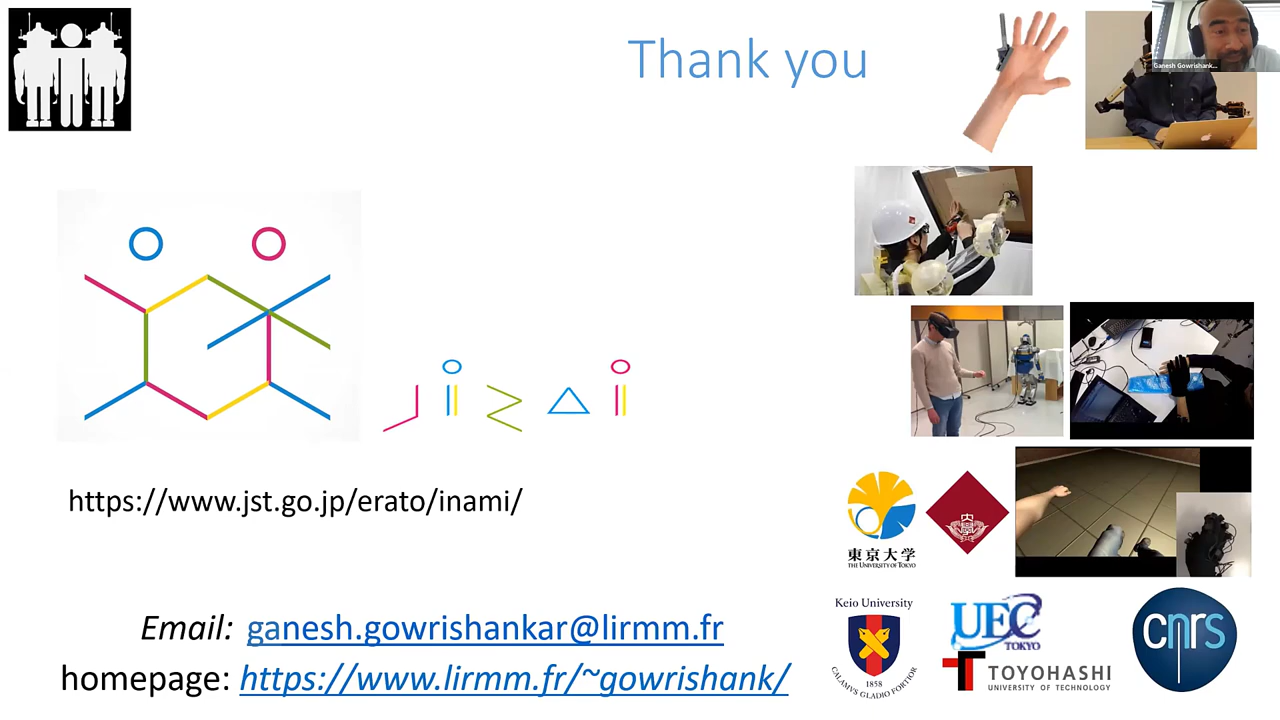 Thank you
Ganesh Gowrishank...
jizai
https://www.jst.go.jp/erato/inami/
東京大学
THE UNIVERSITY OF TOKYO
Keio University
1858
CALAMVS GLADIO FORTIOR
UEC
TOKYO
TOYOHASHI
UNIVERSITY OF TECHNOLOGY
cnrs
Email: ganesh.gowrishankar@lirmm.fr
homepage: https://www.lirmm.fr/~gowrishank/